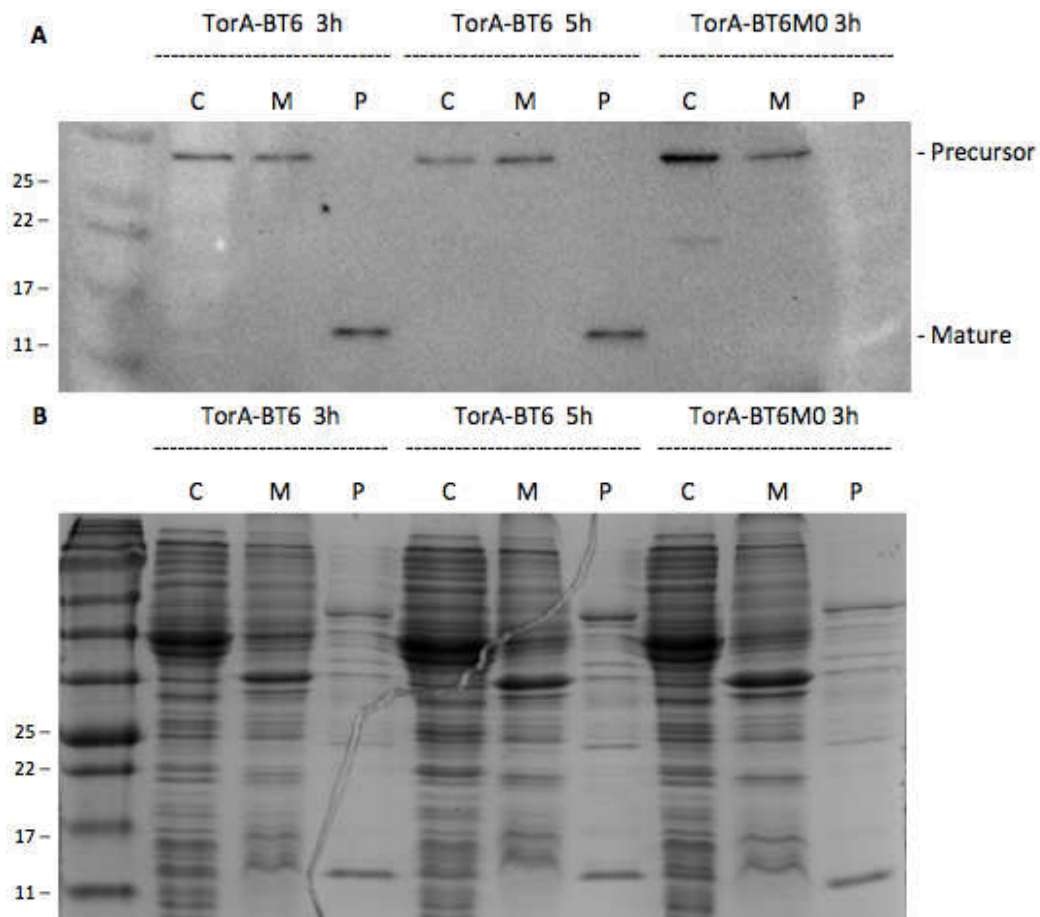 A
TorA-BT6 3h TorA-BT6 5h TorA-BT6M0 3h
C M P C M P C M P
- Precursor
25 –
22 –
17 –
11 –
- Mature
B
TorA-BT6 3h TorA-BT6 5h TorA-BT6M0 3h
C M P C M P C M P
25 –
22 –
17 –
11 –